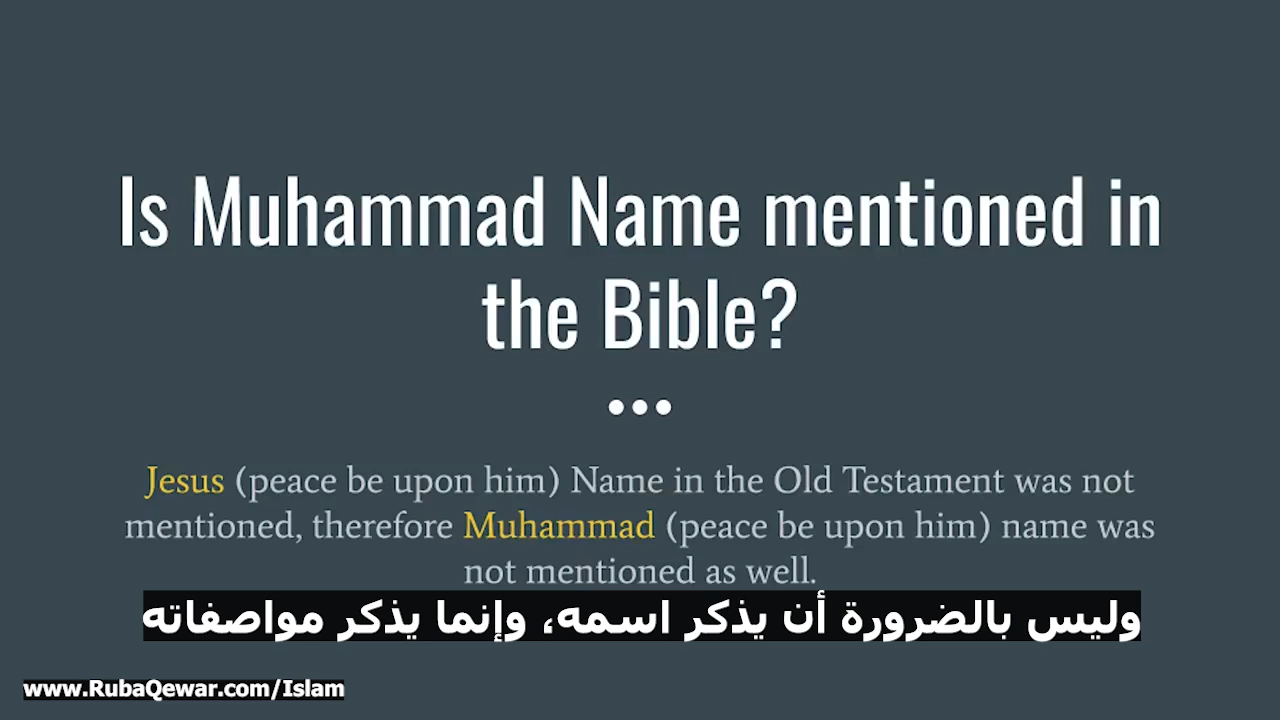 Is Muhammad Name mentioned in
the Bible?
Jesus (peace be upon him) Name in the Old Testament was not
mentioned, therefore Muhammad (peace be upon him) name was
not mentioned as well.
وليس بالضرورة أن يذكر اسمه، وإنما يذكر مواصفاته
www.RubaQewar.com/Islam